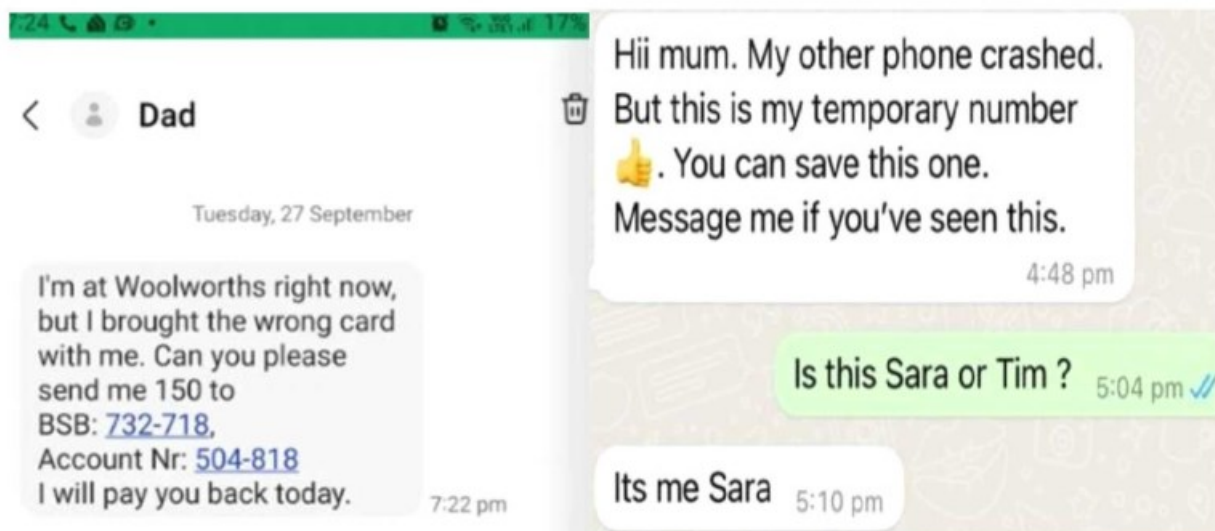 7:24
17%
Dad
Tuesday, 27 September
I'm at Woolworths right now,
but I brought the wrong card
with me. Can you please
send me 150 to
BSB: 732-718,
Account Nr: 504-818
I will pay you back today.
7:22 pm
Hii mum. My other phone crashed.
But this is my temporary number
👍. You can save this one.
Message me if you've seen this.
4:48 pm
Is this Sara or Tim ? 5:04 pm
Its me Sara 5:10 pm